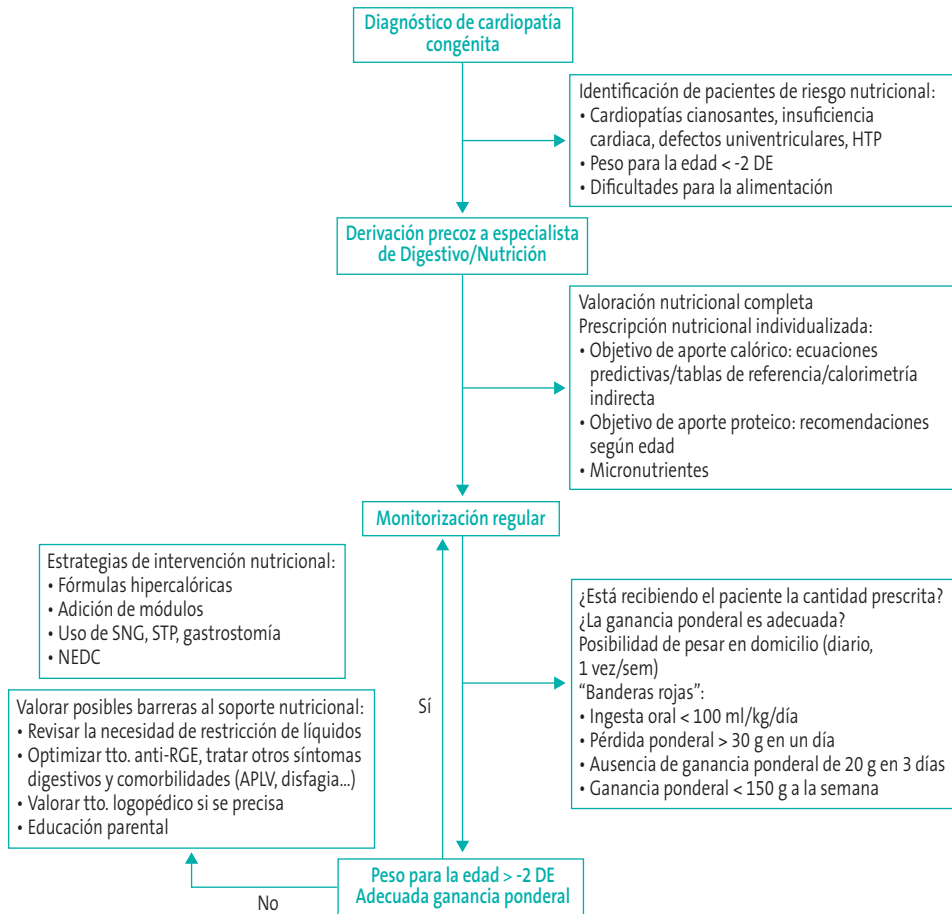 Diagnóstico de cardiopatía
congénita
Identificación de pacientes de riesgo nutricional:
• Cardiopatías cianosantes, insuficiencia
cardiaca, defectos univentriculares, HTP
• Peso para la edad < -2 DE
• Dificultades para la alimentación
Derivación precoz a especialista
de Digestivo/Nutrición
Valoración nutricional completa
Prescripción nutricional individualizada:
• Objetivo de aporte calórico: ecuaciones
predictivas/tablas de referencia/calorimetría
indirecta
• Objetivo de aporte proteico: recomendaciones
según edad
• Micronutrientes
Monitorización regular
Estrategias de intervención nutricional:
• Fórmulas hipercalóricas
• Adición de módulos
• Uso de SNG, STP, gastrostomía
• NEDC
¿Está recibiendo el paciente la cantidad prescrita?
¿La ganancia ponderal es adecuada?
Posibilidad de pesar en domicilio (diario,
1 vez/sem)
“Banderas rojas”:
• Ingesta oral < 100 ml/kg/día
• Pérdida ponderal > 30 g en un día
• Ausencia de ganancia ponderal de 20 g en 3 días
• Ganancia ponderal < 150 g a la semana
Valorar posibles barreras al soporte nutricional:
• Revisar la necesidad de restricción de líquidos
• Optimizar tto. anti-RGE, tratar otros síntomas
digestivos y comorbilidades (APLV, disfagia...)
• Valorar tto. logopédico si se precisa
• Educación parental
Sí
Peso para la edad > -2 DE
Adecuada ganancia ponderal
No